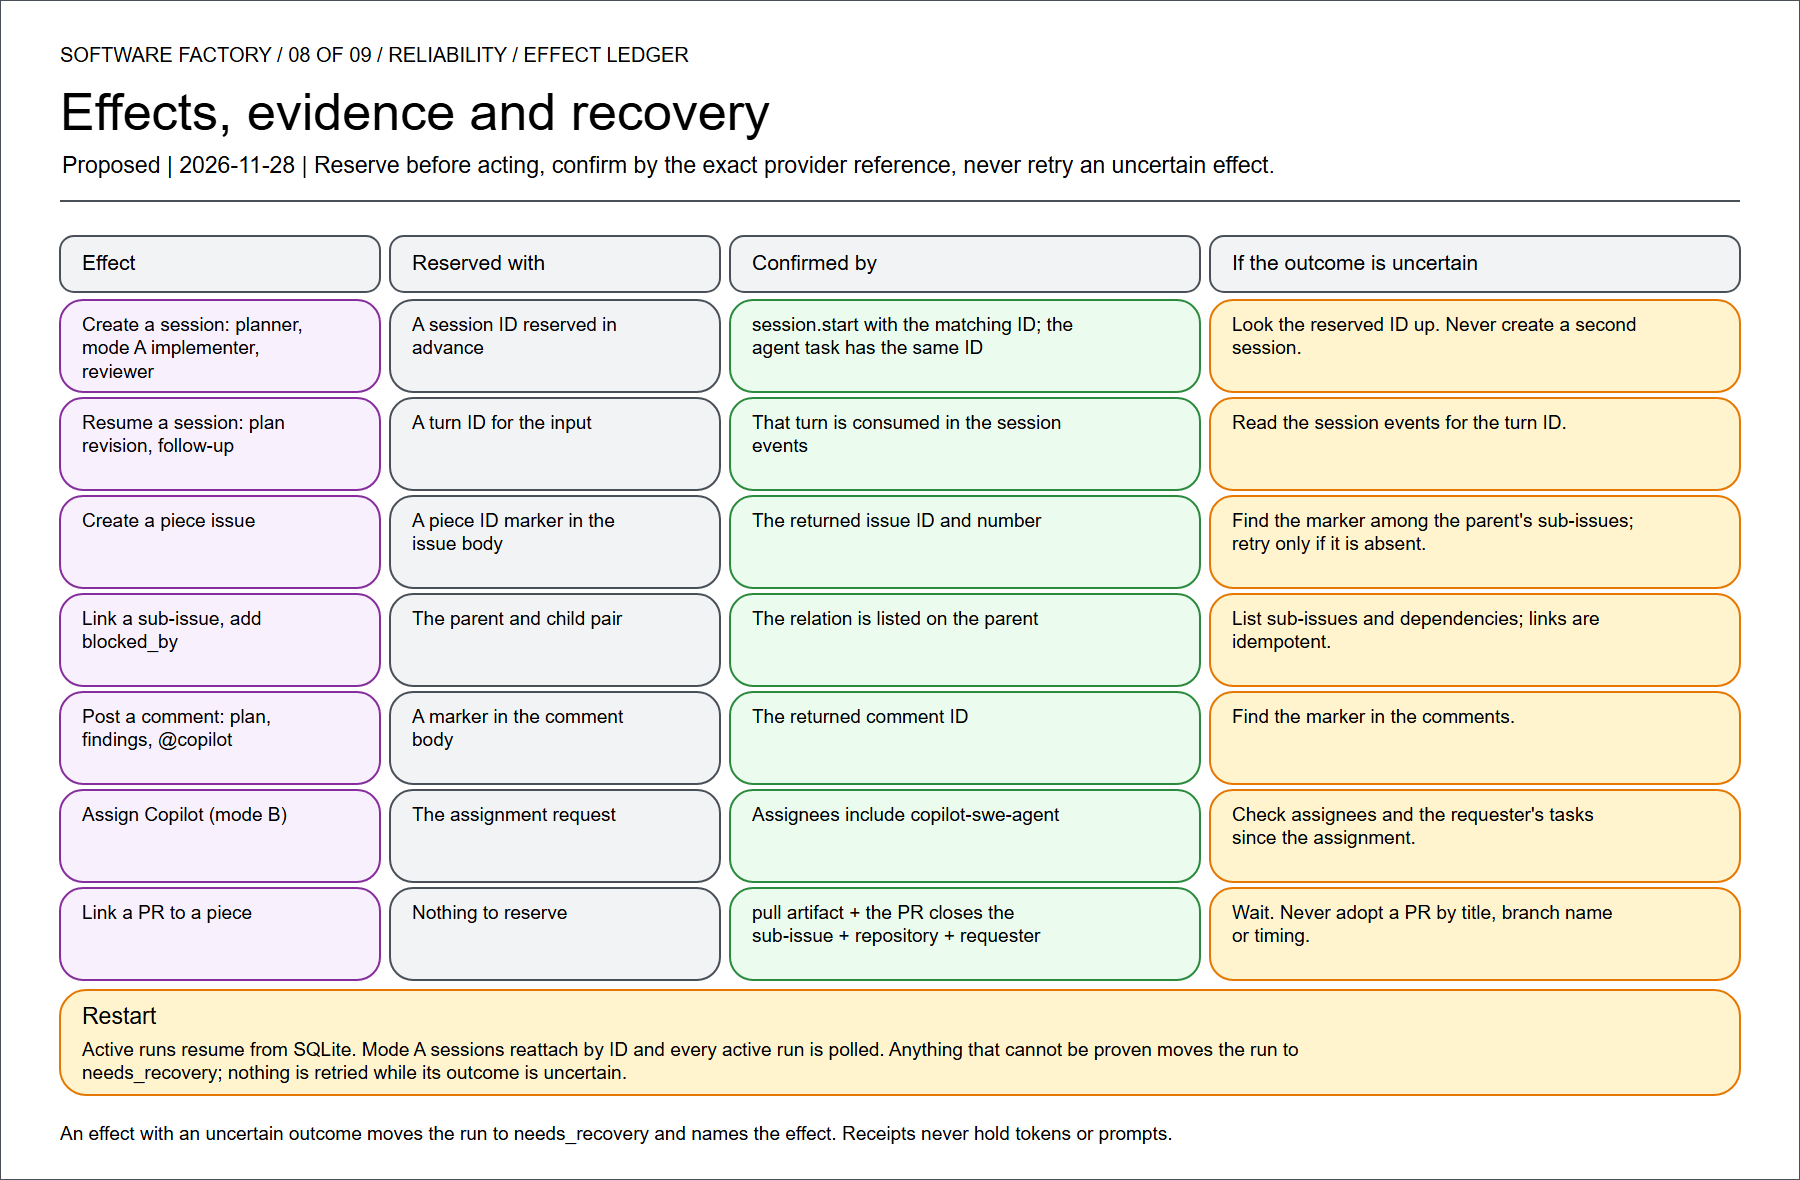 SOFTWARE FACTORY / 08 OF 09 / RELIABILITY / EFFECT LEDGER
Effects, evidence and recovery
Proposed | 2026-11-28 | Reserve before acting, confirm by the exact provider reference, never retry an uncertain effect.
Effect
Reserved with
Confirmed by
If the outcome is uncertain
Create a session: planner,
mode A implementer,
reviewer
A session ID reserved in
advance
session.start with the matching ID; the
agent task has the same ID
Look the reserved ID up. Never create a second
session.
Resume a session: plan
revision, follow-up
A turn ID for the input
That turn is consumed in the session
events
Read the session events for the turn ID.
Create a piece issue
A piece ID marker in the
issue body
The returned issue ID and number
Find the marker among the parent's sub-issues;
retry only if it is absent.
Link a sub-issue, add
blocked_by
The parent and child pair
The relation is listed on the parent
List sub-issues and dependencies; links are
idempotent.
Post a comment: plan,
findings, @copilot
A marker in the comment
body
The returned comment ID
Find the marker in the comments.
Assign Copilot (mode B)
The assignment request
Assignees include copilot-swe-agent
Check assignees and the requester's tasks
since the assignment.
Link a PR to a piece
Nothing to reserve
pull artifact + the PR closes the
sub-issue + repository + requester
Wait. Never adopt a PR by title, branch name
or timing.
Restart
Active runs resume from SQLite. Mode A sessions reattach by ID and every active run is polled. Anything that cannot be proven moves the run to
needs_recovery; nothing is retried while its outcome is uncertain.
An effect with an uncertain outcome moves the run to needs_recovery and names the effect. Receipts never hold tokens or prompts.